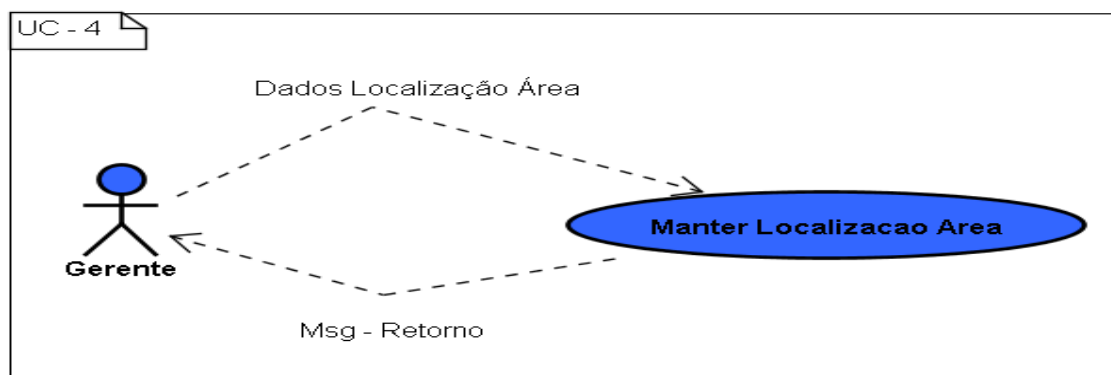 UC - 4
Dados Localização Área
Manter Localizacao Area
Gerente
Msg - Retorno